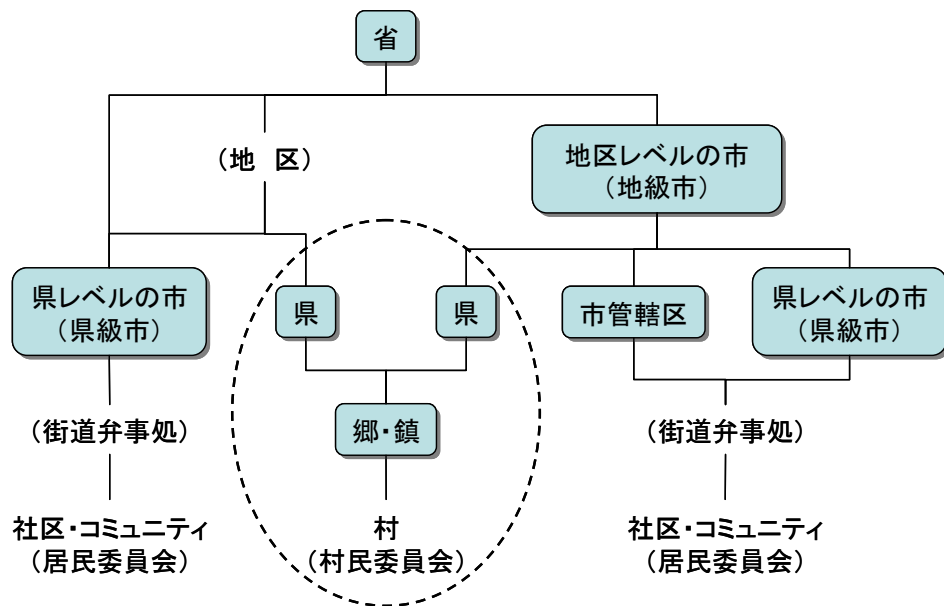 省
（地　区）
地区レベルの市
（地級市）
県レベルの市
（県級市）
県
県
市管轄区
県レベルの市
（県級市）
（街道弁事処）
郷・鎮
（街道弁事処）
社区・コミュニティ
（居民委員会）
村
（村民委員会）
社区・コミュニティ
（居民委員会）